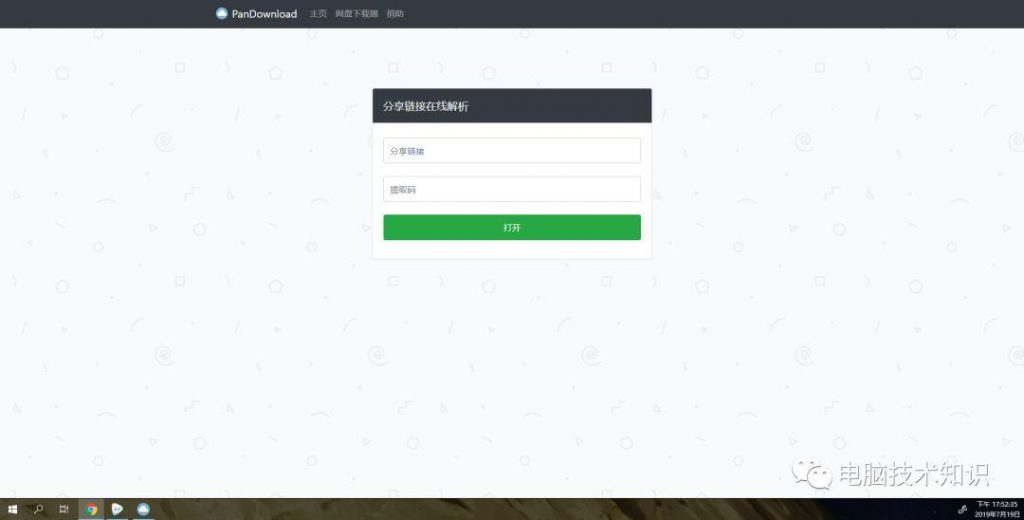 PanDownload 主页 网盘下载器 捐助
分享链接在线解析
分享链接
提取码
打开
电脑技术知识
下午 17:52:35
2019年7月19日